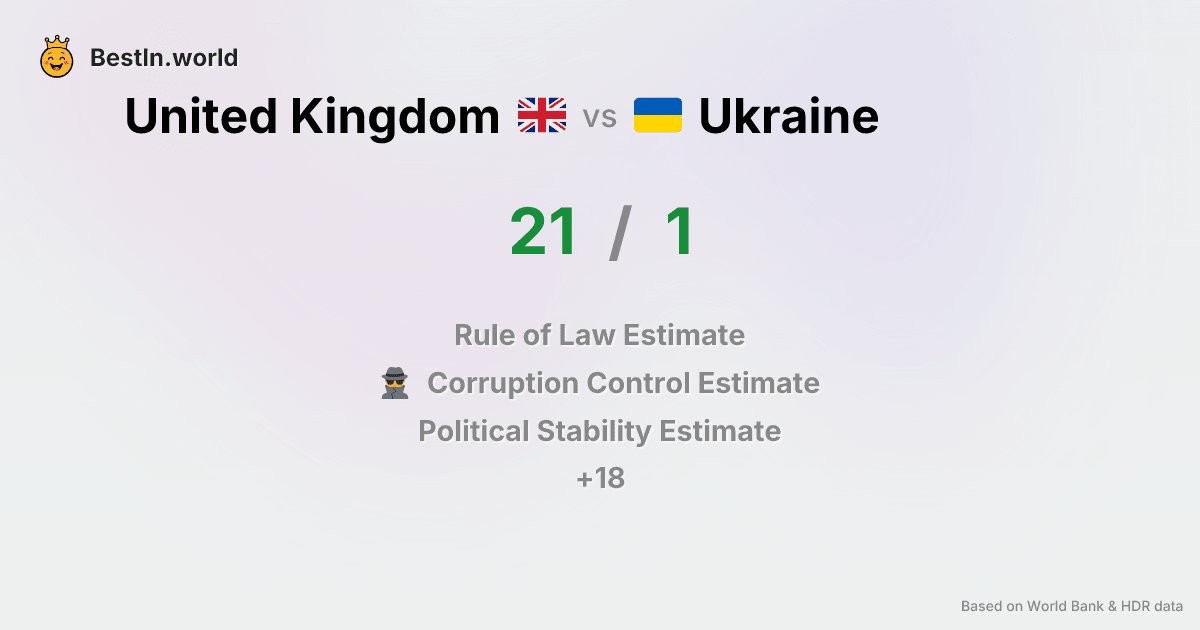 BestIn.world
United Kingdom vs Ukraine
21 / 1
Rule of Law Estimate
Corruption Control Estimate
Political Stability Estimate
+18
Based on World Bank & HDR data